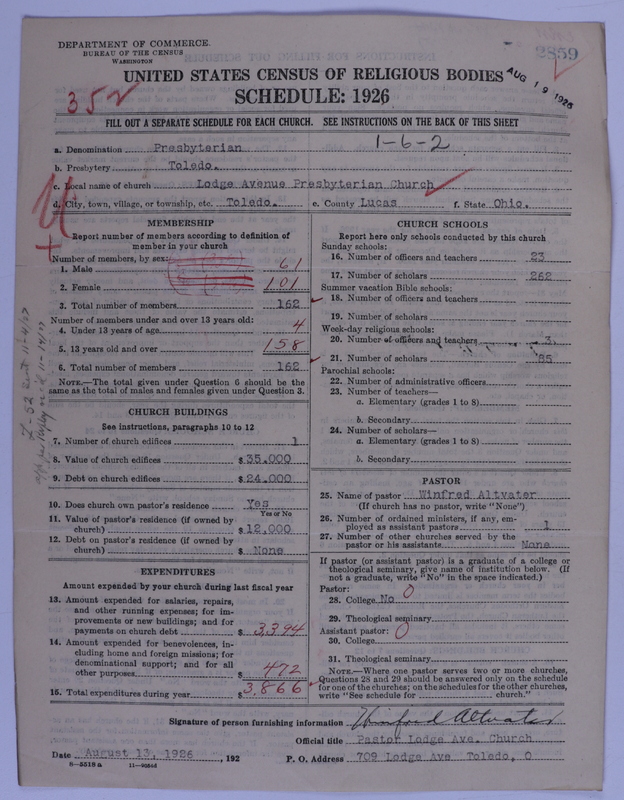 DEPARTMENT OF COMMERCE
BUREAU OF THE CENSUS
WASHINGTON
2859
AUG 19 1926
UNITED STATES CENSUS OF RELIGIOUS BODIES
352
SCHEDULE: 1926
FILL OUT A SEPARATE SCHEDULE FOR EACH CHURCH. SEE INSTRUCTIONS ON THE BACK OF THIS SHEET
1-6-2
a. Denomination Presbyterian
b. Presbytery Toledo.
c. Local name of church Lodge Avenue Presbyterian Church
d. City, town, village, or township, etc. Toledo. e. County Lucas f. State Ohio.
MEMBERSHIP
Report number of members according to definition of
member in your church
Number of members, by sex:
1. Male 61
2. Female 101
3. Total number of members 162
Number of members under and over 13 years old:
4. Under 13 years of age 4
5. 13 years old and over 158
6. Total number of members 162
NOTE.—The total given under Question 6 should be the
same as the total of males and females given under Question 3.
CHURCH BUILDINGS
See instructions, paragraphs 10 to 12
7. Number of church edifices 1
8. Value of church edifices $ 35,000
9. Debt on church edifices $ 24,000
10. Does church own pastor's residence Yes
Yes or No
11. Value of pastor's residence (if owned by
church) $ 12,000
12. Debt on pastor's residence (if owned by
church) $ None
EXPENDITURES
Amount expended by your church during last fiscal year
13. Amount expended for salaries, repairs,
and other running expenses; for im-
provements or new buildings; and for
payments on church debt $ 3,394
14. Amount expended for benevolences, in-
cluding home and foreign missions; for
denominational support; and for all
other purposes $ 472
15. Total expenditures during year $ 3,866
CHURCH SCHOOLS
Report here only schools conducted by this church
Sunday schools:
16. Number of officers and teachers 23
17. Number of scholars 262
Summer vacation Bible schools:
18. Number of officers and teachers
19. Number of scholars
Week-day religious schools:
20. Number of officers and teachers 3
21. Number of scholars 85
Parochial schools:
22. Number of administrative officers
23. Number of teachers—
a. Elementary (grades 1 to 8)
b. Secondary
24. Number of scholars—
a. Elementary (grades 1 to 8)
b. Secondary
PASTOR
25. Name of pastor Winfred Altvater
(If church has no pastor, write "None")
26. Number of ordained ministers, if any, em-
ployed as assistant pastors 1
27. Number of other churches served by the
pastor or his assistants None
If pastor (or assistant pastor) is a graduate of a college or
theological seminary, give name of institution below. (If
not a graduate, write "No" in the space indicated.)
Pastor: 0
28. College No
29. Theological seminary
Assistant pastor: 0
30. College
31. Theological seminary
NOTE.—Where one pastor serves two or more churches,
Questions 28 and 29 should be answered only on the schedule
for one of the churches; on the schedules for the other churches,
write "See schedule for church."
Signature of person furnishing information Winfred Altvater
Official title Pastor Lodge Ave. Church
Date August 13, 1926, 192
P. O. Address 709 Lodge Ave Toledo, O
8—5518 a